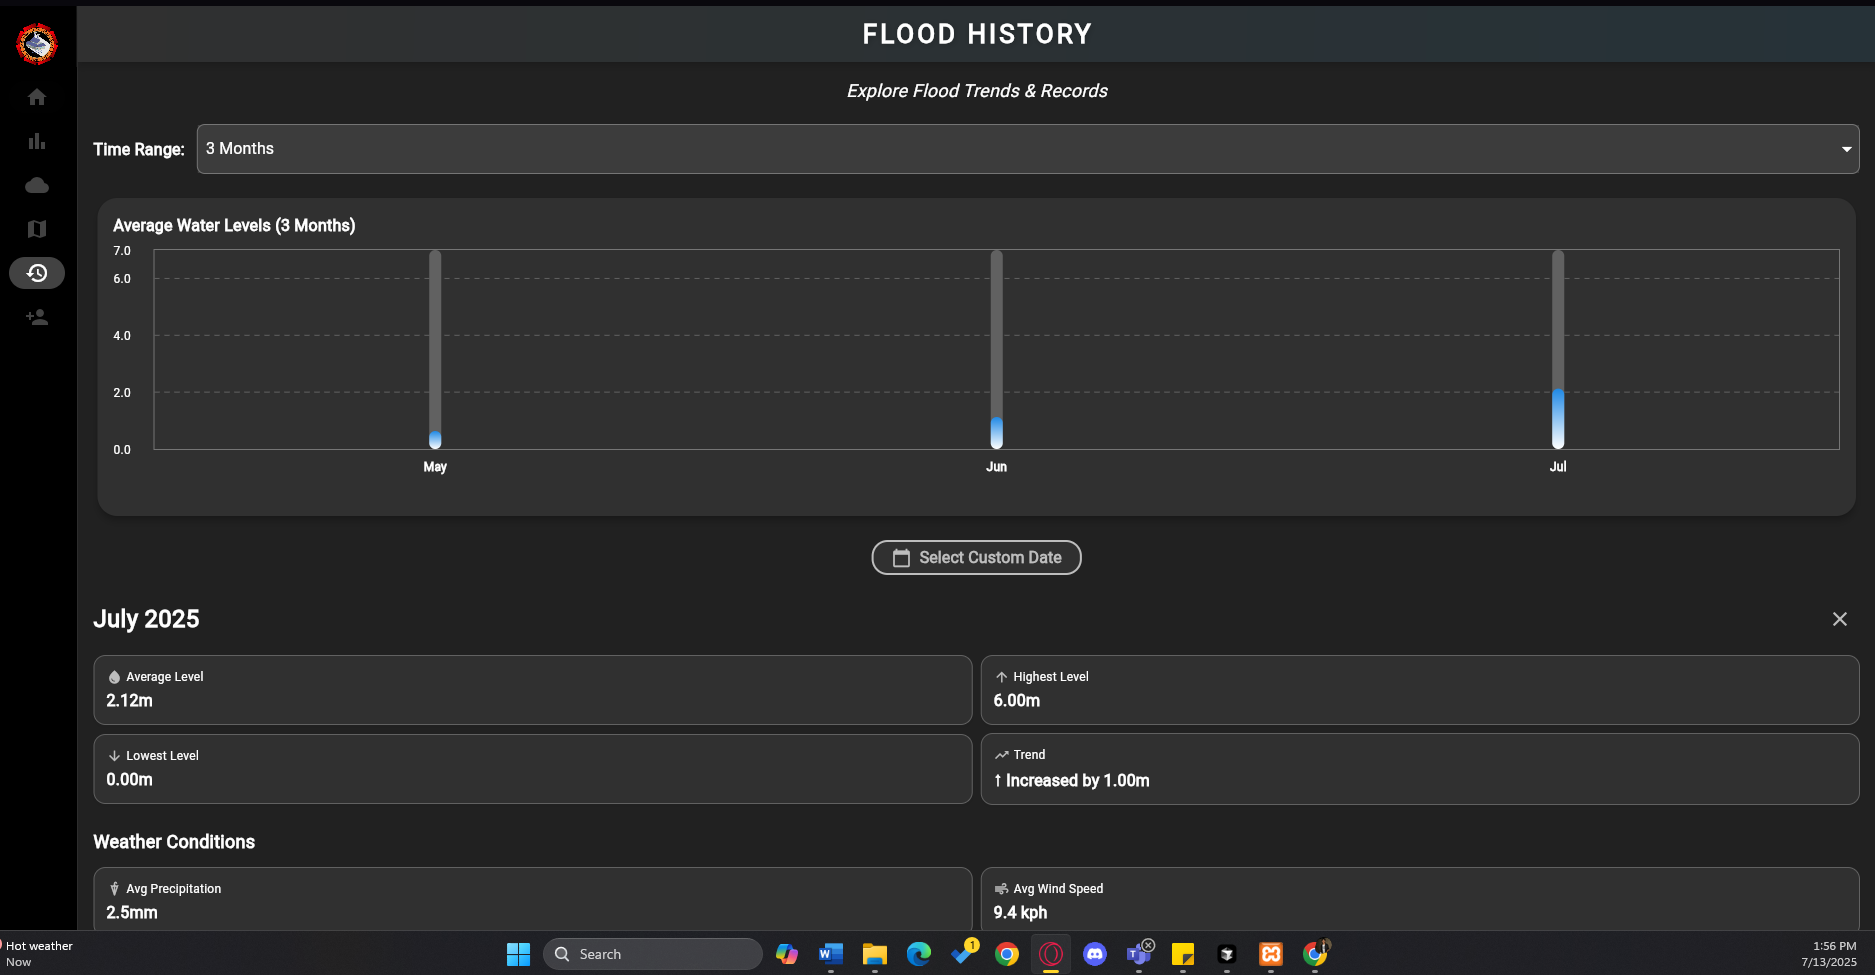 FLOOD HISTORY
Explore Flood Trends & Records
Time Range:
3 Months
Average Water Levels (3 Months)
7.0
6.0
4.0
2.0
0.0
May
Jun
Jul
Select Custom Date
July 2025
Average Level
2.12m
Highest Level
6.00m
Lowest Level
0.00m
Trend
↑ Increased by 1.00m
Weather Conditions
Avg Precipitation
2.5mm
Avg Wind Speed
9.4 kph
Hot weather
Now
Search
1
1:56 PM
7/13/2025